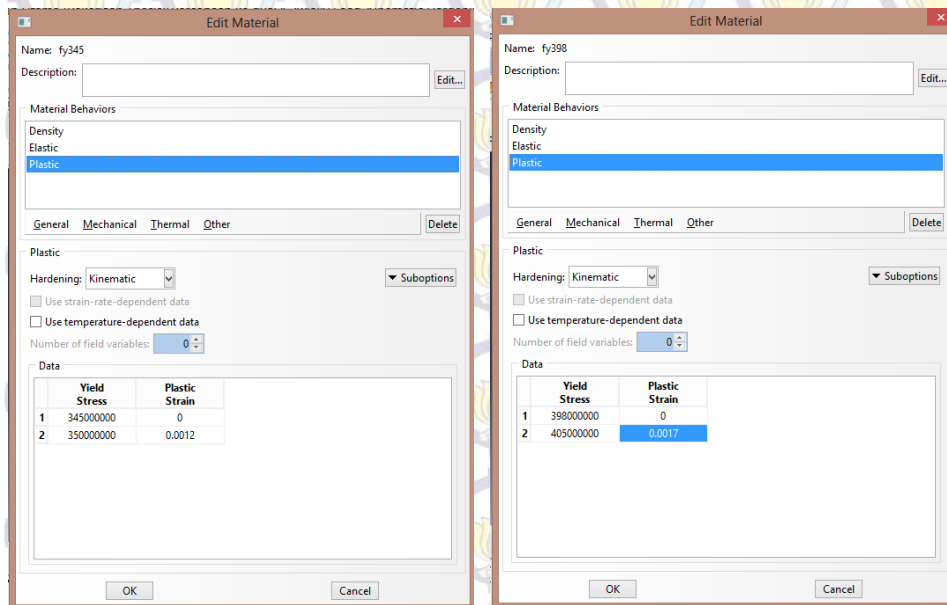 Edit Material
Name: fy345
Description:
Edit...
Material Behaviors
Density
Elastic
Plastic
General Mechanical Thermal Other
Delete
Plastic
Hardening: Kinematic
Suboptions
Use strain-rate-dependent data
Use temperature-dependent data
Number of field variables: 0
Data
Yield Stress Plastic Strain
1 345000000 0
2 350000000 0.0012
OK Cancel
Edit Material
Name: fy398
Description:
Edit...
Material Behaviors
Density
Elastic
Plastic
General Mechanical Thermal Other
Delete
Plastic
Hardening: Kinematic
Suboptions
Use strain-rate-dependent data
Use temperature-dependent data
Number of field variables: 0
Data
Yield Stress Plastic Strain
1 398000000 0
2 405000000 0.0017
OK Cancel